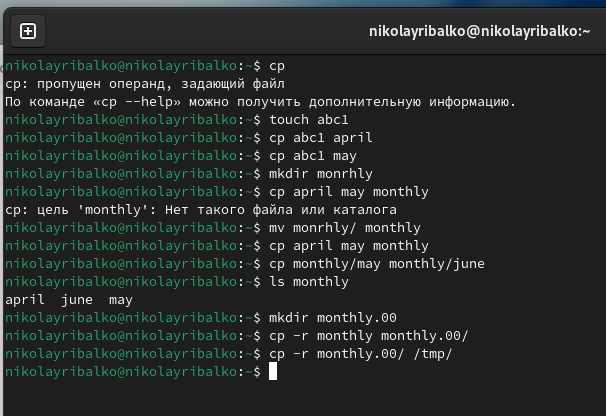 nikolayribalko@nikolayribalko:~
nikolayribalko@nikolayribalko:~$ cp
cp: пропущен операнд, задающий файл
По команде «cp --help» можно получить дополнительную информацию.
nikolayribalko@nikolayribalko:~$ touch abc1
nikolayribalko@nikolayribalko:~$ cp abc1 april
nikolayribalko@nikolayribalko:~$ cp abc1 may
nikolayribalko@nikolayribalko:~$ mkdir monrhly
nikolayribalko@nikolayribalko:~$ cp april may monthly
cp: цель 'monthly': Нет такого файла или каталога
nikolayribalko@nikolayribalko:~$ mv monrhly/ monthly
nikolayribalko@nikolayribalko:~$ cp april may monthly
nikolayribalko@nikolayribalko:~$ cp monthly/may monthly/june
nikolayribalko@nikolayribalko:~$ ls monthly
april  june  may
nikolayribalko@nikolayribalko:~$ mkdir monthly.00
nikolayribalko@nikolayribalko:~$ cp -r monthly monthly.00/
nikolayribalko@nikolayribalko:~$ cp -r monthly.00/ /tmp/
nikolayribalko@nikolayribalko:~$